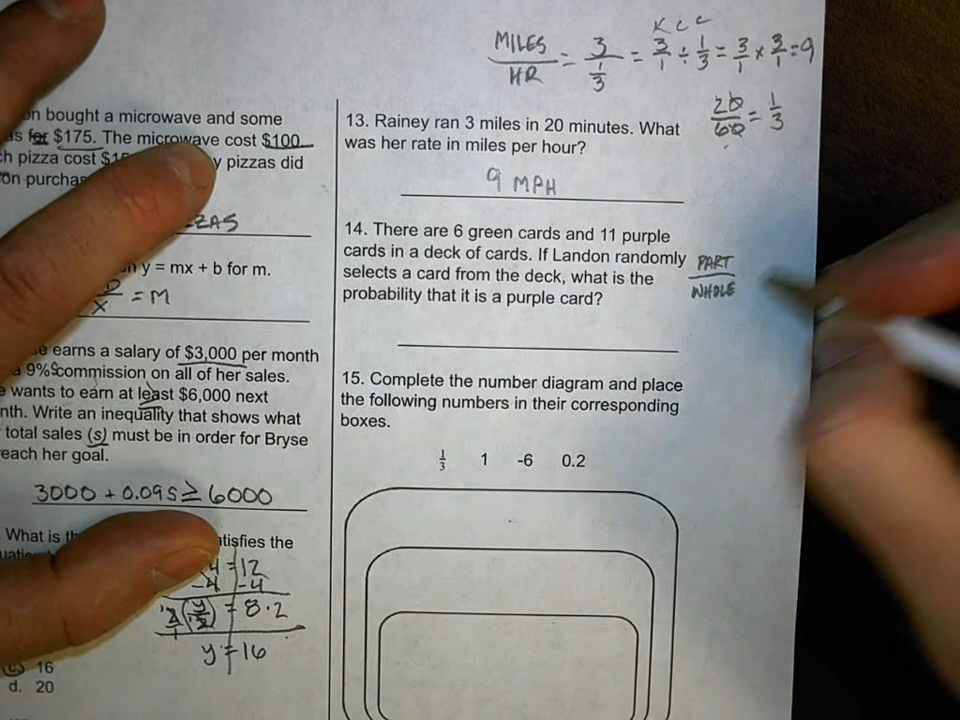 MILES
HR
= 3
1
3
= 3/1 ÷ 1/3 = 3/1 × 3/1 = 9
K C C
20/60 = 1/3
bought a microwave and some
for $175. The microwave cost $100
pizza cost
pizzas did
= mx + b for m.
x = M
earns a salary of $3,000 per month
9% commission on all of her sales.
wants to earn at least $6,000 next
Write an inequality that shows what
total sales (s) must be in order for Bryse
her goal.
3000 + 0.09s ≥ 6000
What is
the
4 = 12
-4 -4
= 8·2
y = 16
16
d. 20
13. Rainey ran 3 miles in 20 minutes. What
was her rate in miles per hour?
9 MPH
14. There are 6 green cards and 11 purple
cards in a deck of cards. If Landon randomly
selects a card from the deck, what is the
probability that it is a purple card?
PART
WHOLE
15. Complete the number diagram and place
the following numbers in their corresponding
boxes.
1/3 1 -6 0.2